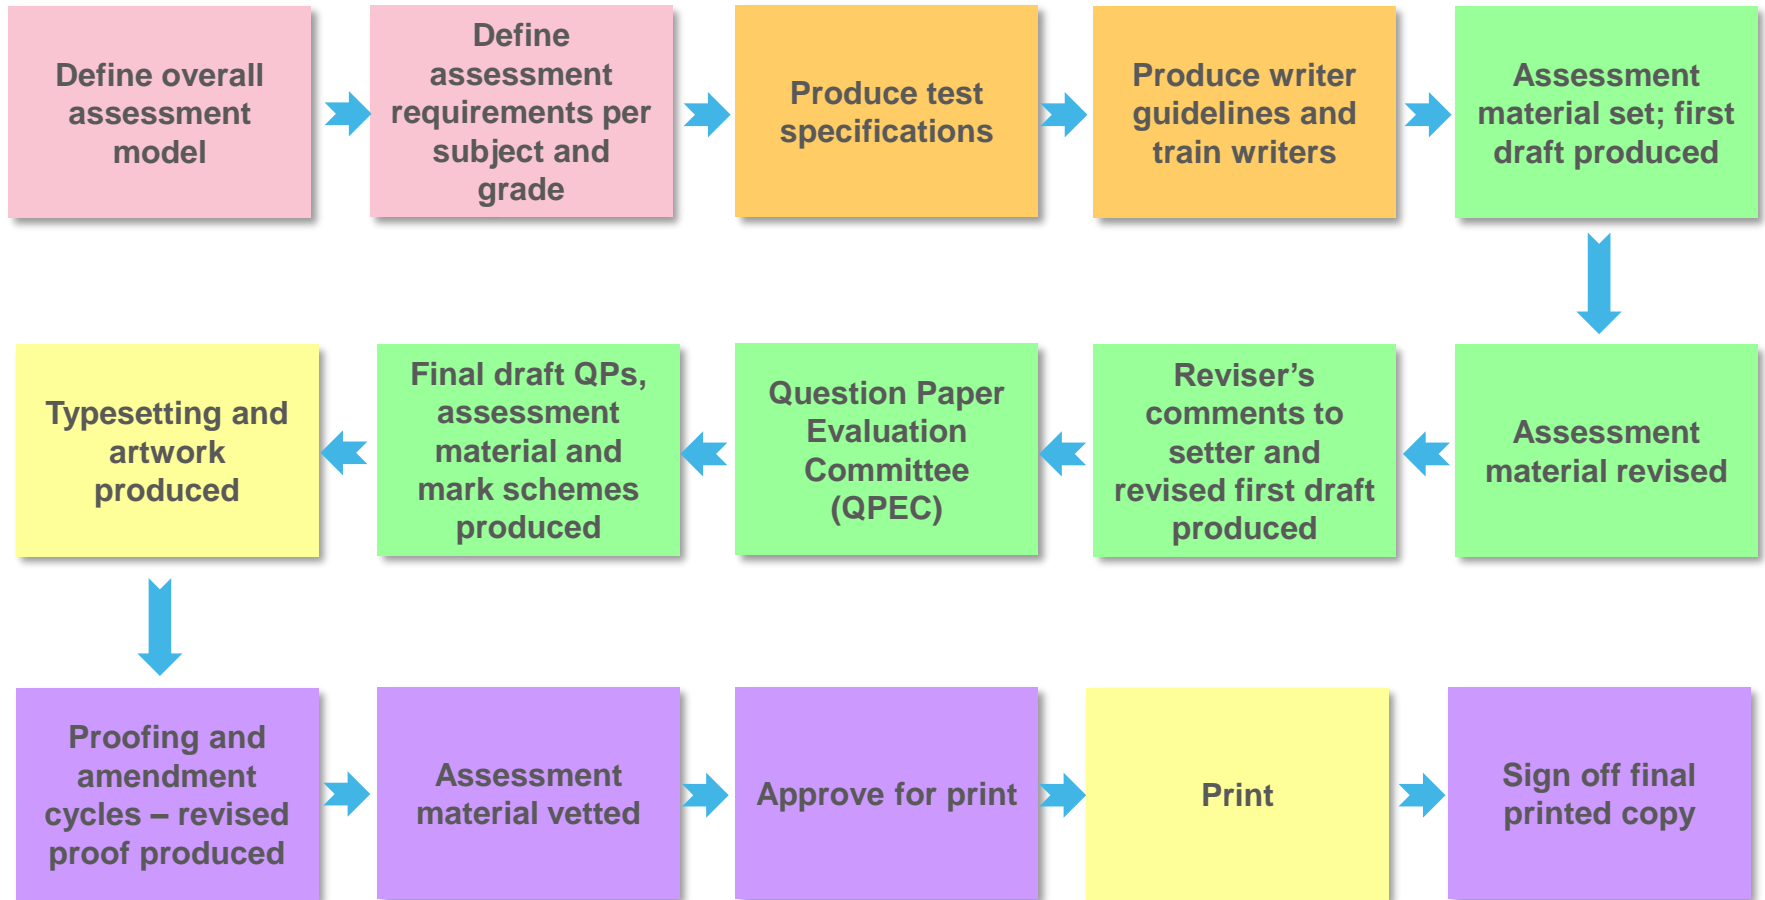 Define overall
assessment
model
Define
assessment
requirements per
subject and
grade
Produce test
specifications
Produce writer
guidelines and
train writers
Assessment
material set; first
draft produced
Assessment
material revised
Reviser's
comments to
setter and
revised first draft
produced
Question Paper
Evaluation
Committee
(QPEC)
Final draft QPs,
assessment
material and
mark schemes
produced
Typesetting and
artwork
produced
Proofing and
amendment
cycles – revised
proof produced
Assessment
material vetted
Approve for print
Print
Sign off final
printed copy